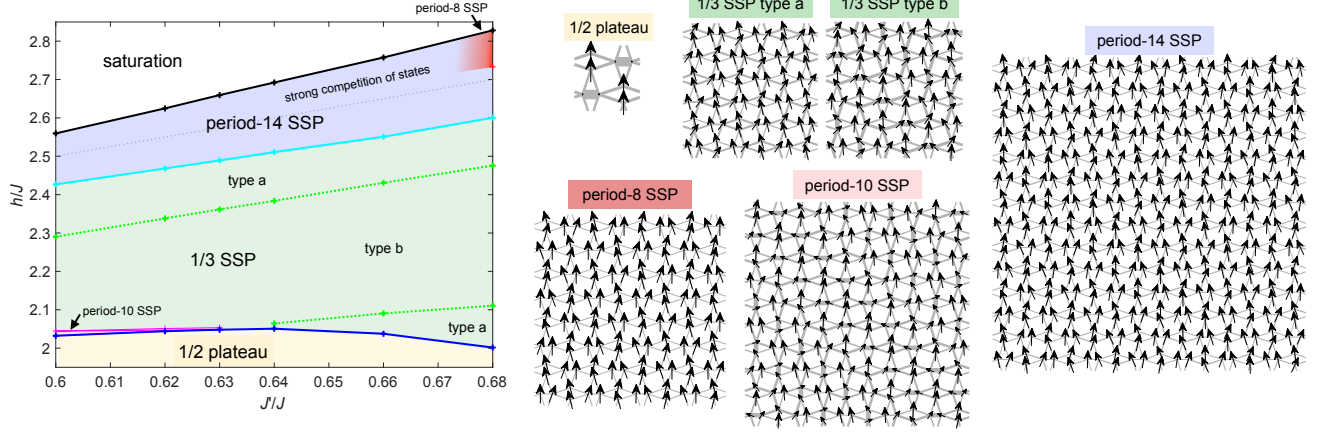 period-8 SSP
2.8
2.7
2.6
2.5
2.4
2.3
2.2
2.1
2
h/J
saturation
strong competition of states
period-14 SSP
type a
type b
1/3 SSP
period-10 SSP
type a
1/2 plateau
0.6 0.61 0.62 0.63 0.64 0.65 0.66 0.67 0.68
J'/J
1/2 plateau
1/3 SSP type a
1/3 SSP type b
period-8 SSP
period-10 SSP
period-14 SSP